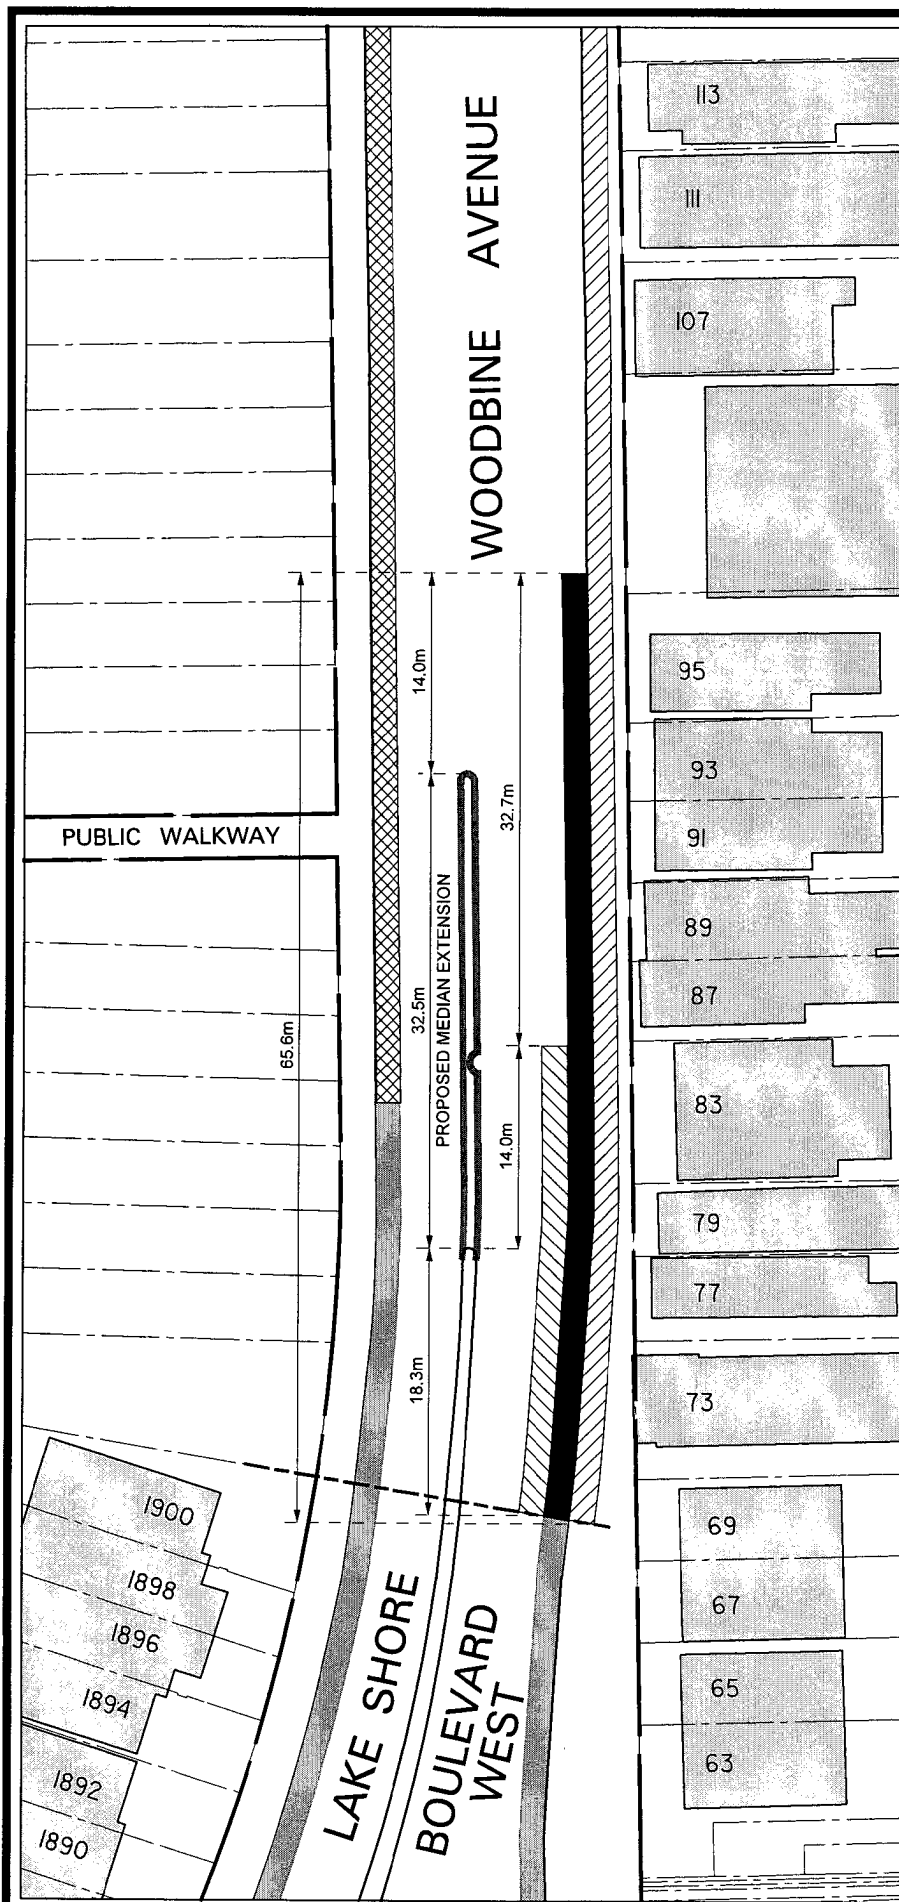 113
111
107
WOODBINE AVENUE
14.0m
95
93
32.7m
91
PUBLIC WALKWAY
89
87
32.5m
PROPOSED MEDIAN EXTENSION
65.6m
83
14.0m
79
77
18.3m
73
1900
69
1898
67
1896
65
1894
63
1892
1890
LAKE SHORE
BOULEVARD
WEST